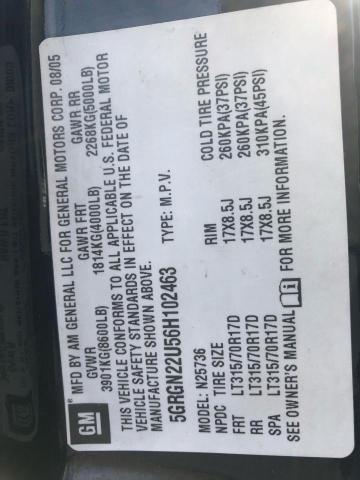 GM
MFD BY AM GENERAL LLC FOR GENERAL MOTORS CORP. 08/05
GVWR GAWR FRT GAWR RR
3901KG(8600LB) 1814KG(4000LB) 2268KG(5000LB)
THIS VEHICLE CONFORMS TO ALL APPLICABLE U.S. FEDERAL MOTOR
VEHICLE SAFETY STANDARDS IN EFFECT ON THE DATE OF
MANUFACTURE SHOWN ABOVE.
5GRGN22U56H102463 TYPE: M.P.V.
MODEL: N25736
NPDC TIRE SIZE RIM COLD TIRE PRESSURE
FRT LT315/70R17D 17X8.5J 260KPA(37PSI)
RR LT315/70R17D 17X8.5J 260KPA(37PSI)
SPA LT315/70R17D 17X8.5J 310KPA(45PSI)
SEE OWNER'S MANUAL FOR MORE INFORMATION.